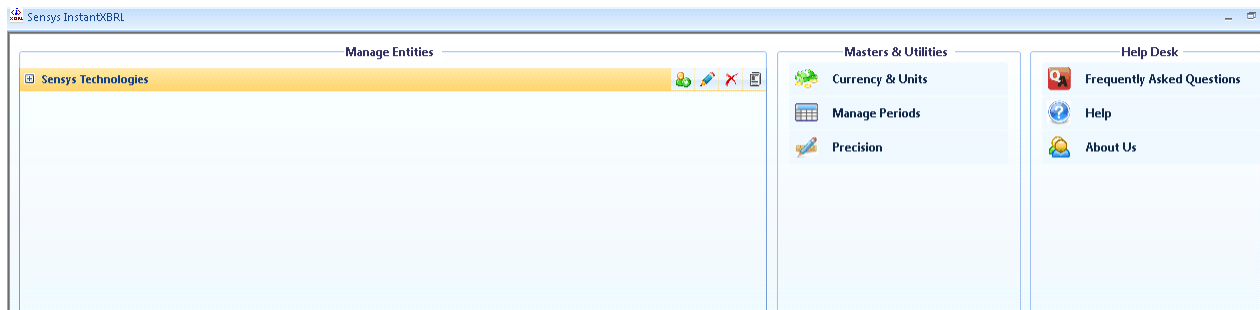 Sensys InstantXBRL
Manage Entities
Sensys Technologies
Masters & Utilities
Currency & Units
Manage Periods
Precision
Help Desk
Frequently Asked Questions
Help
About Us